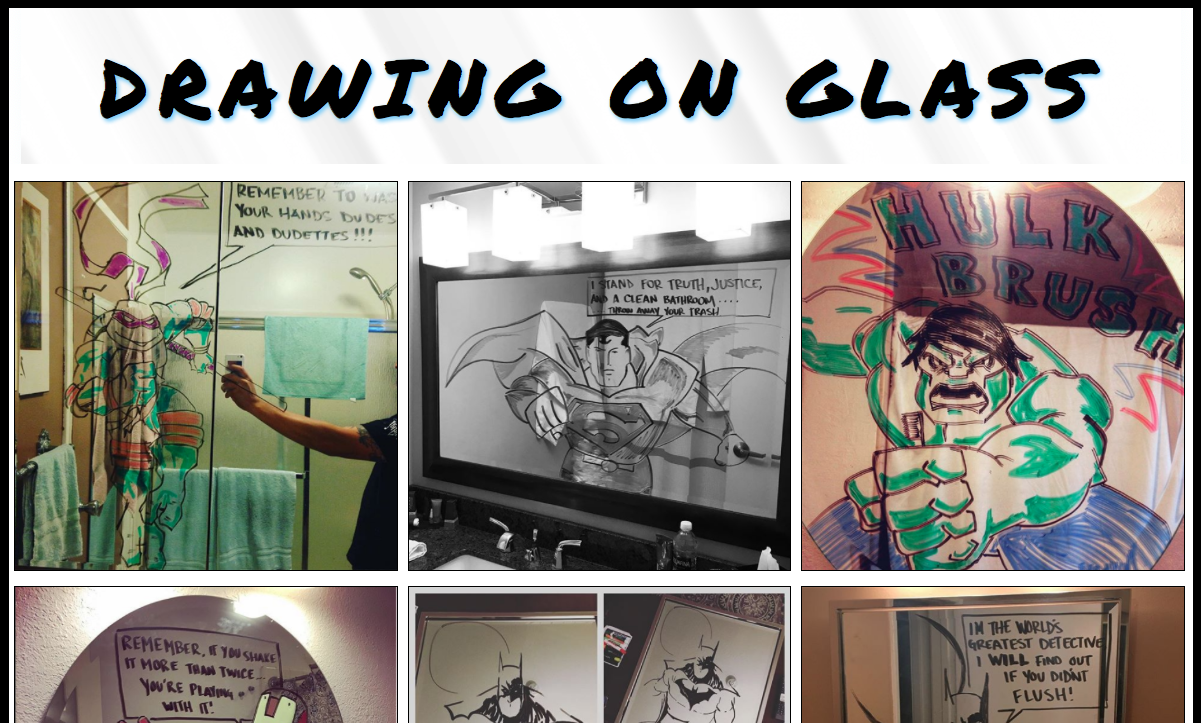 DRAWING ON GLASS
REMEMBER TO WAS
YOUR HANDS DUDES
AND DUDETTES!!!
I STAND FOR TRUTH, JUSTICE,
AND A CLEAN BATHROOM....
... THROW AWAY YOUR TRASH
HULK
BRUSH
REMEMBER, IF YOU SHAKE
IT MORE THAN TWICE...
YOU'RE PLAYING
WITH IT!
I'M THE WORLD'S
GREATEST DETECTIVE
I WILL FIND OUT
IF YOU DIDN'T
FLUSH!